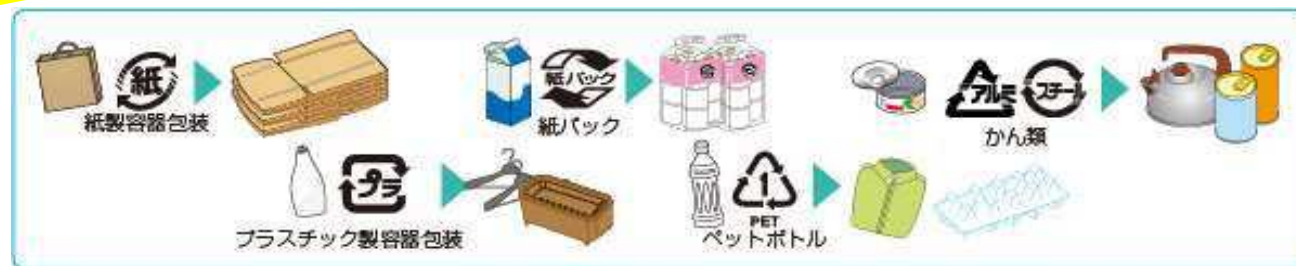 紙
紙製容器包装
紙パック
紙パック
アルミ
スチール
かん類
プラ
プラスチック製容器包装
1
PET
ペットボトル